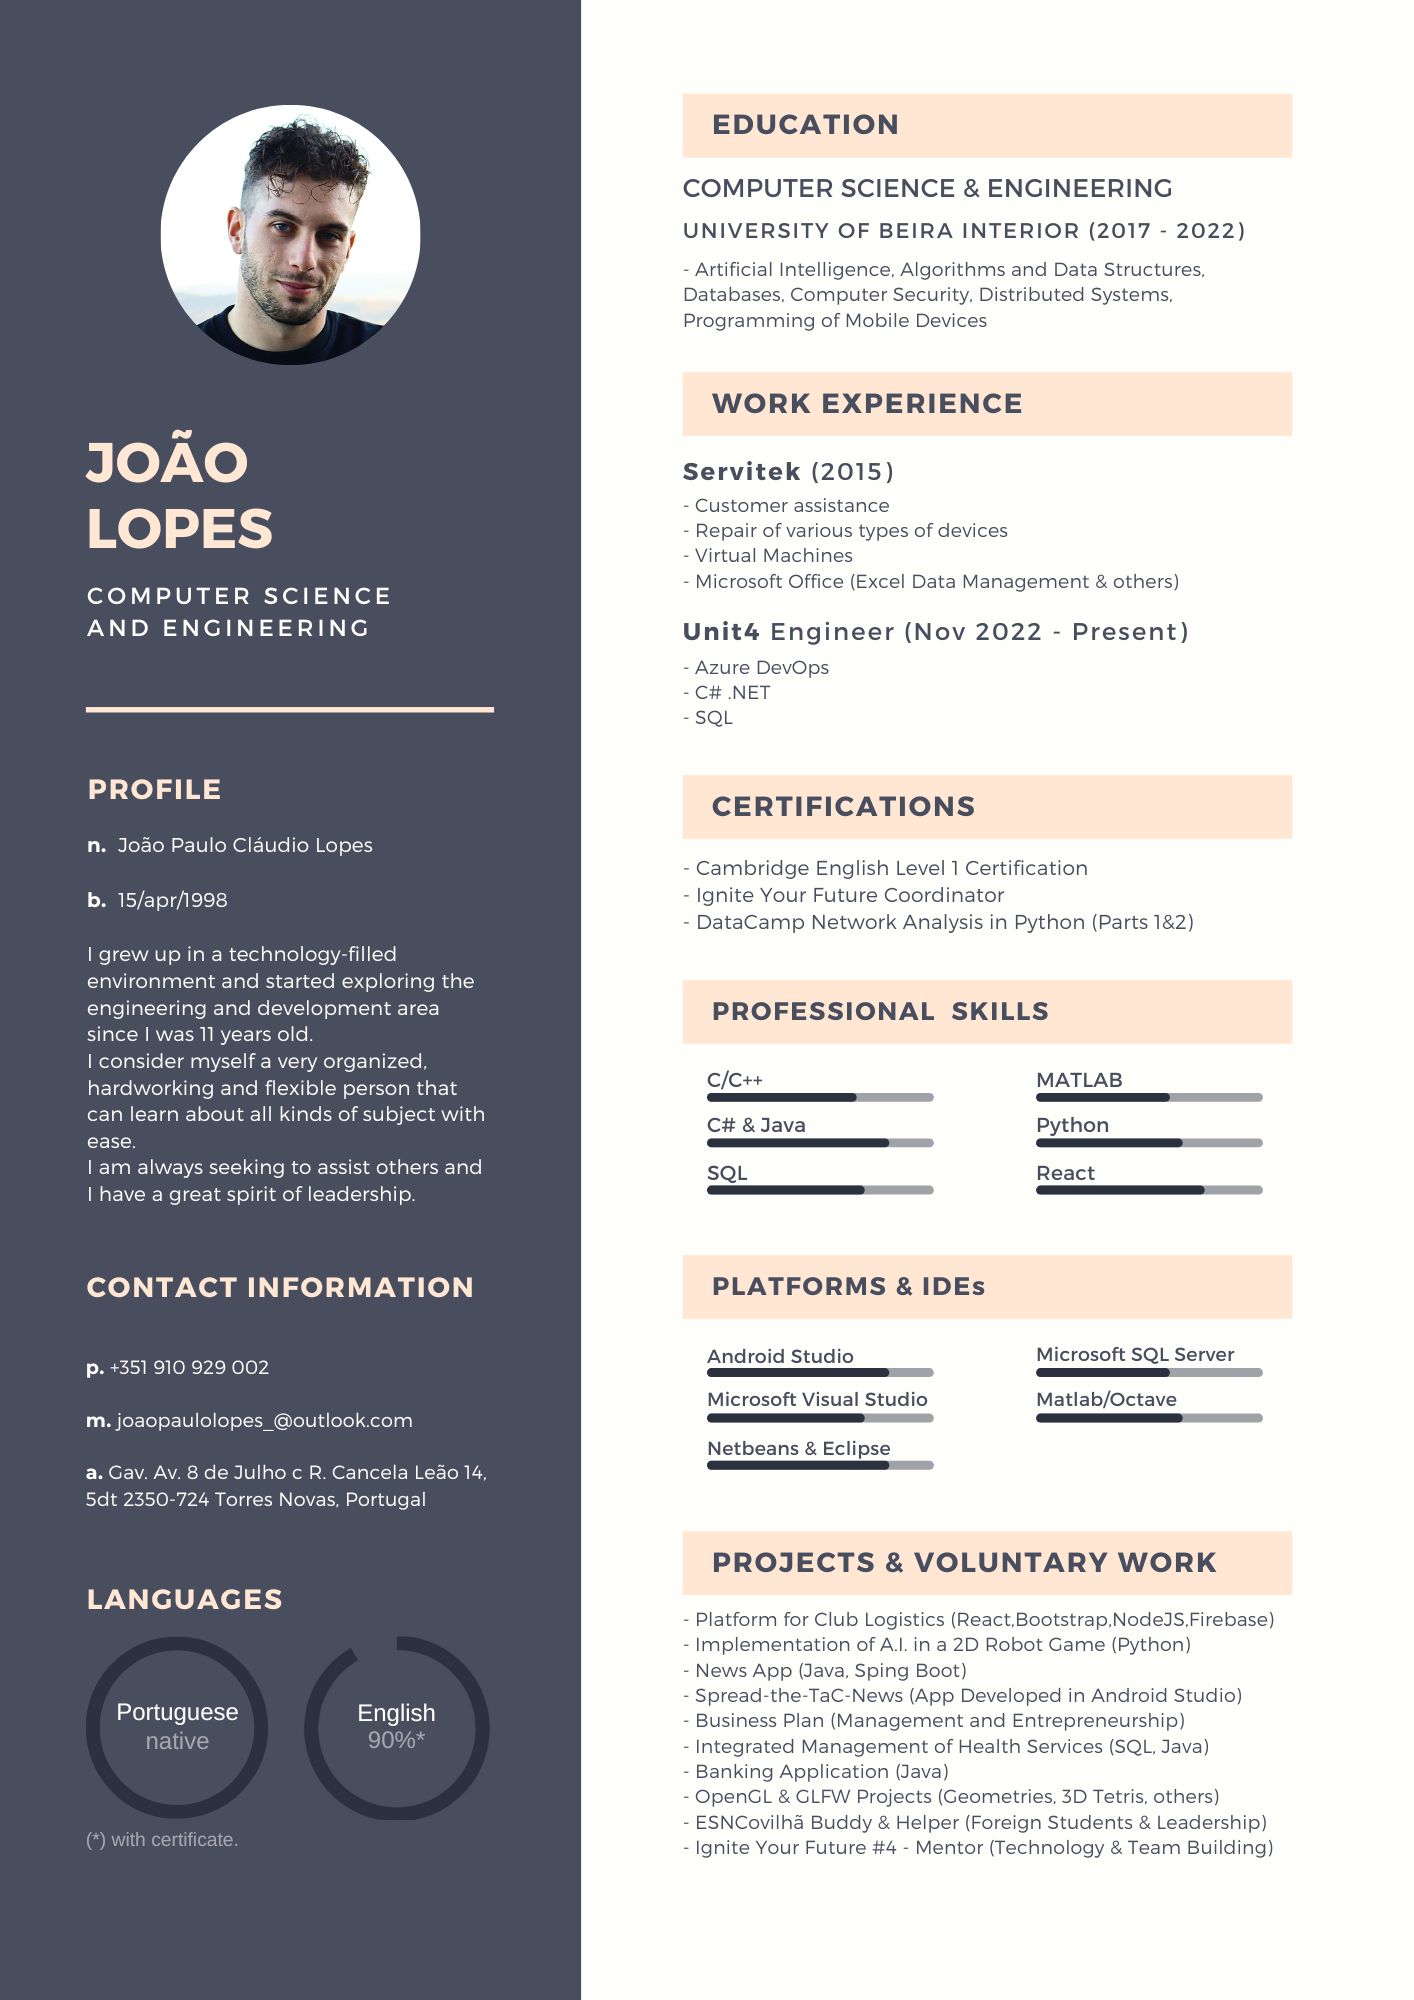 JOÃO
LOPES
COMPUTER SCIENCE
AND ENGINEERING
PROFILE
n. João Paulo Cláudio Lopes
b. 15/apr/1998
I grew up in a technology-filled
environment and started exploring the
engineering and development area
since I was 11 years old.
I consider myself a very organized,
hardworking and flexible person that
can learn about all kinds of subject with
ease.
I am always seeking to assist others and
I have a great spirit of leadership.
CONTACT INFORMATION
p. +351 910 929 002
m. joaopaulolopes_@outlook.com
a. Gav. Av. 8 de Julho c R. Cancela Leão 14,
5dt 2350-724 Torres Novas, Portugal
LANGUAGES
Portuguese
native
English
90%*
(*) with certificate.
EDUCATION
COMPUTER SCIENCE & ENGINEERING
UNIVERSITY OF BEIRA INTERIOR (2017 - 2022)
- Artificial Intelligence, Algorithms and Data Structures,
Databases, Computer Security, Distributed Systems,
Programming of Mobile Devices
WORK EXPERIENCE
Servitek (2015)
- Customer assistance
- Repair of various types of devices
- Virtual Machines
- Microsoft Office (Excel Data Management & others)
Unit4 Engineer (Nov 2022 - Present)
- Azure DevOps
- C# .NET
- SQL
CERTIFICATIONS
- Cambridge English Level 1 Certification
- Ignite Your Future Coordinator
- DataCamp Network Analysis in Python (Parts 1&2)
PROFESSIONAL SKILLS
C/C++
C# & Java
SQL
MATLAB
Python
React
PLATFORMS & IDEs
Android Studio
Microsoft Visual Studio
Netbeans & Eclipse
Microsoft SQL Server
Matlab/Octave
PROJECTS & VOLUNTARY WORK
- Platform for Club Logistics (React,Bootstrap,NodeJS,Firebase)
- Implementation of A.I. in a 2D Robot Game (Python)
- News App (Java, Sping Boot)
- Spread-the-TaC-News (App Developed in Android Studio)
- Business Plan (Management and Entrepreneurship)
- Integrated Management of Health Services (SQL, Java)
- Banking Application (Java)
- OpenGL & GLFW Projects (Geometries, 3D Tetris, others)
- ESNCovilhã Buddy & Helper (Foreign Students & Leadership)
- Ignite Your Future #4 - Mentor (Technology & Team Building)